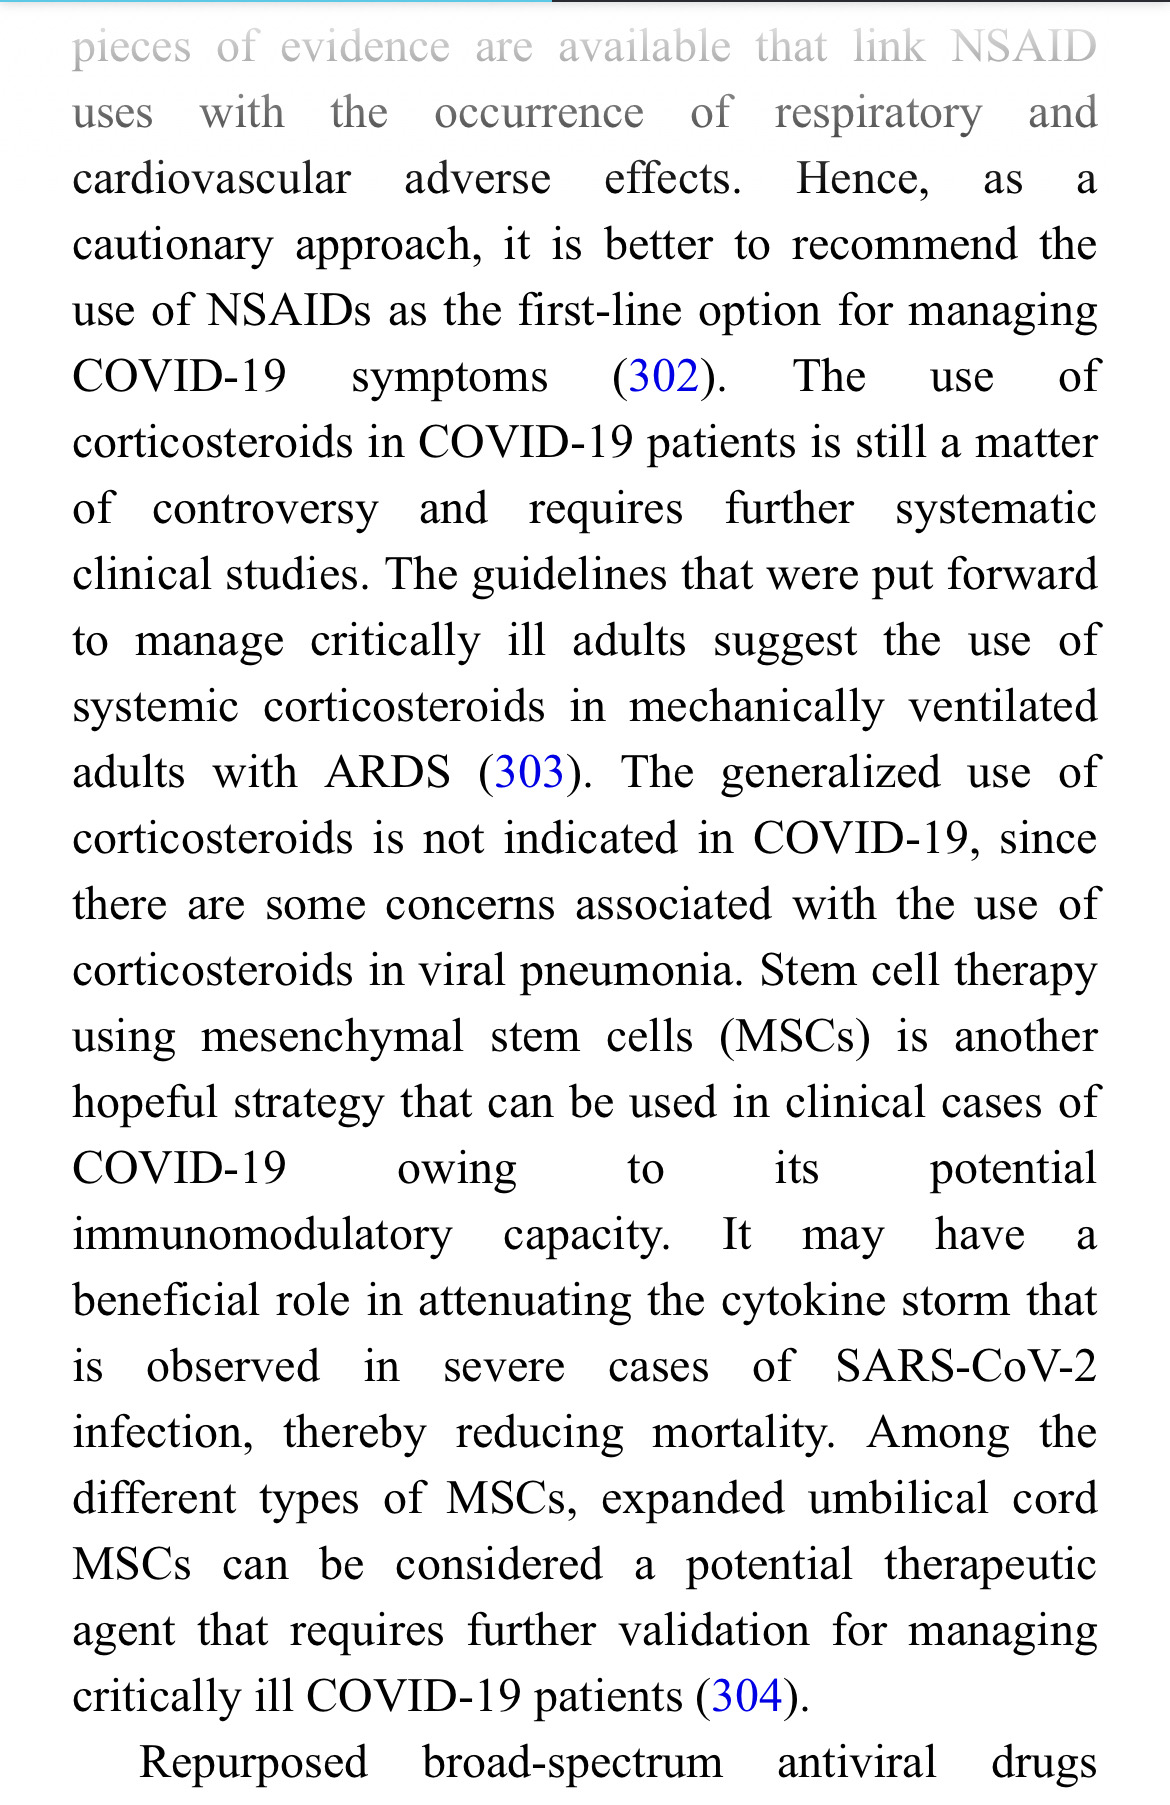 pieces of evidence are available that link NSAID
uses with the occurrence of respiratory and
cardiovascular adverse effects. Hence, as a
cautionary approach, it is better to recommend the
use of NSAIDs as the first-line option for managing
COVID-19 symptoms (302). The use of
corticosteroids in COVID-19 patients is still a matter
of controversy and requires further systematic
clinical studies. The guidelines that were put forward
to manage critically ill adults suggest the use of
systemic corticosteroids in mechanically ventilated
adults with ARDS (303). The generalized use of
corticosteroids is not indicated in COVID-19, since
there are some concerns associated with the use of
corticosteroids in viral pneumonia. Stem cell therapy
using mesenchymal stem cells (MSCs) is another
hopeful strategy that can be used in clinical cases of
COVID-19 owing to its potential
immunomodulatory capacity. It may have a
beneficial role in attenuating the cytokine storm that
is observed in severe cases of SARS-CoV-2
infection, thereby reducing mortality. Among the
different types of MSCs, expanded umbilical cord
MSCs can be considered a potential therapeutic
agent that requires further validation for managing
critically ill COVID-19 patients (304).
Repurposed broad-spectrum antiviral drugs